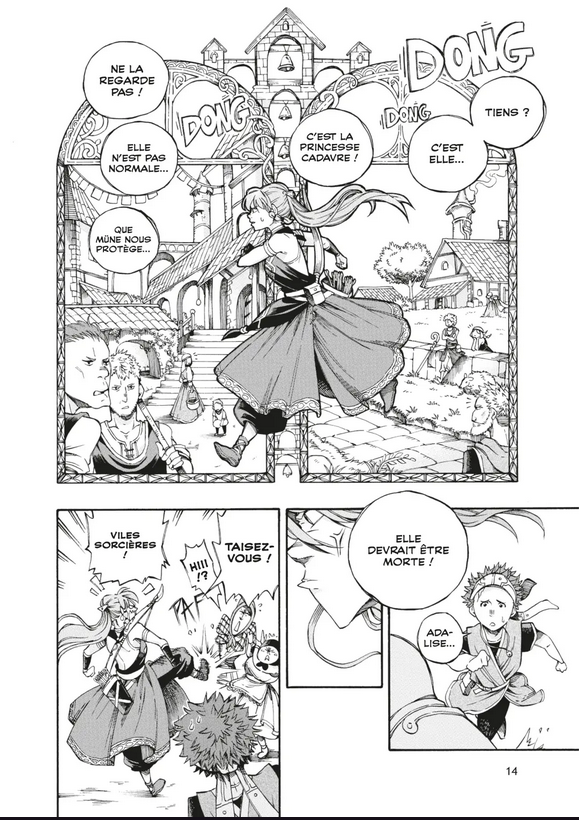 NE LA
REGARDE
PAS !
DONG
DONG
DONG
TIENS ?
ELLE
N'EST PAS
NORMALE...
C'EST LA
PRINCESSE
CADAVRE !
C'EST
ELLE...
QUE
MÜNE NOUS
PROTÈGE...
VILES
SORCIÈRES
!
HIII
!?
TAISEZ-
VOUS !
ELLE
DEVRAIT ÊTRE
MORTE !
ADA-
LISE...
14